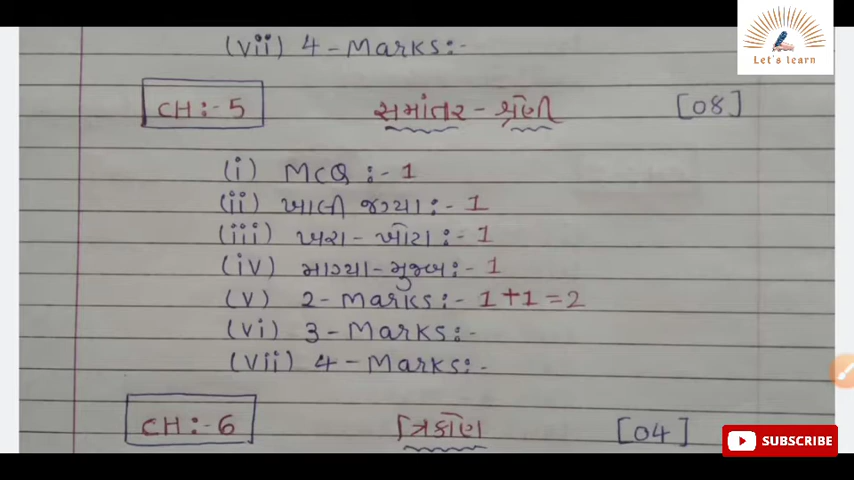 (vii) 4 - Marks:-
Let's learn
CH:- 5 સમાંતર - શ્રેણી [08]
(i) MCQ :- 1
(ii) ખાલી જગ્યા:- 1
(iii) ખરા - ખોટા:- 1
(iv) માગ્યા - મુજબ:- 1
(v) 2 - Marks:- 1+1=2
(vi) 3 - Marks:-
(vii) 4 - Marks:-
CH:- 6 ત્રિકોણ [04]
SUBSCRIBE